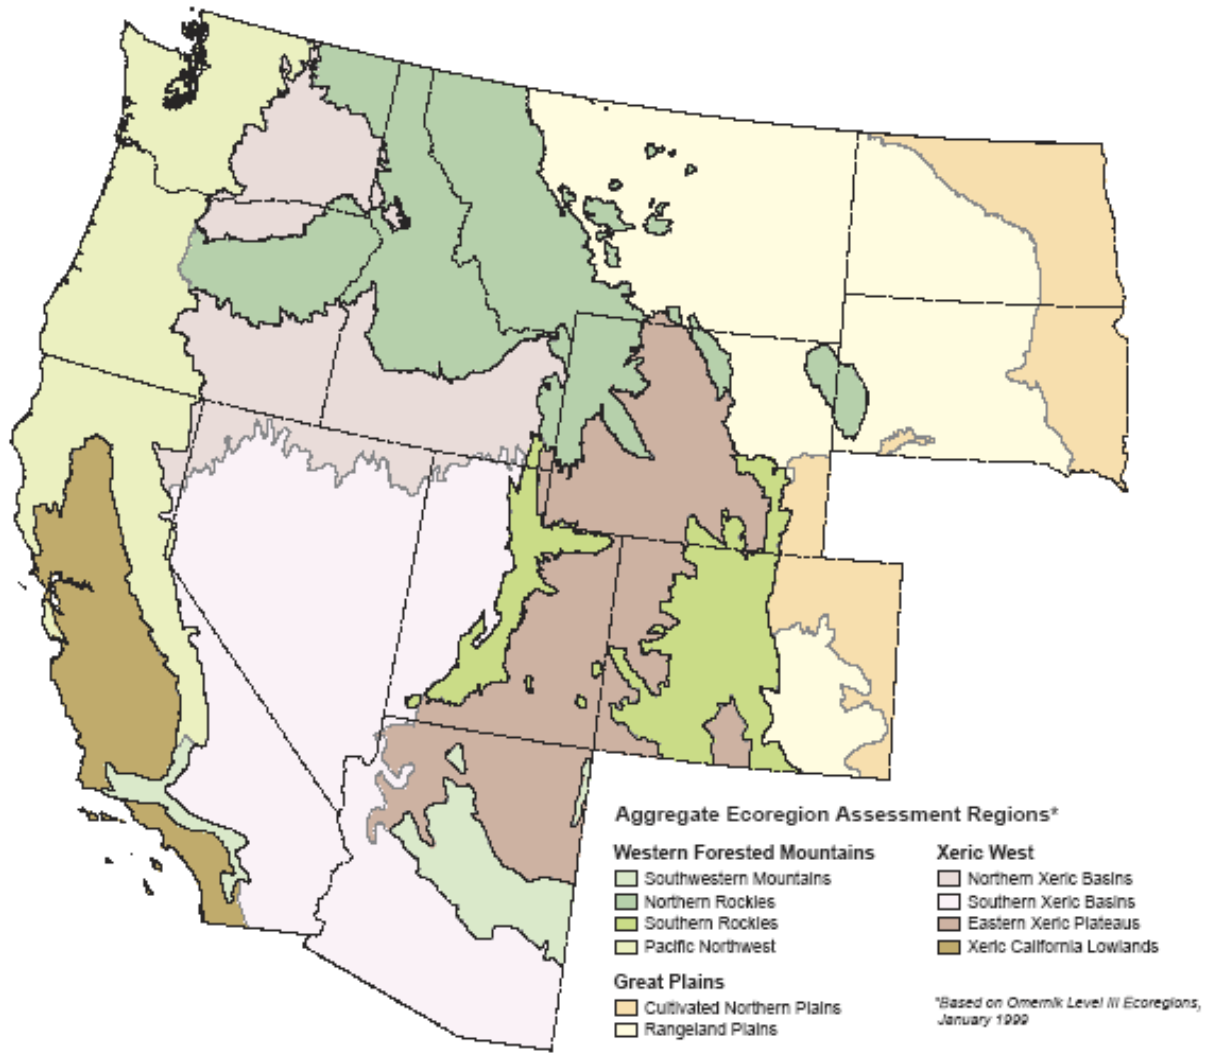 Aggregate Ecoregion Assessment Regions*
Western Forested Mountains
Southwestern Mountains
Northern Rockies
Southern Rockies
Pacific Northwest
Great Plains
Cultivated Northern Plains
Rangeland Plains
Xeric West
Northern Xeric Basins
Southern Xeric Basins
Eastern Xeric Plateaus
Xeric California Lowlands
*Based on Omernik Level III Ecoregions,
January 1999